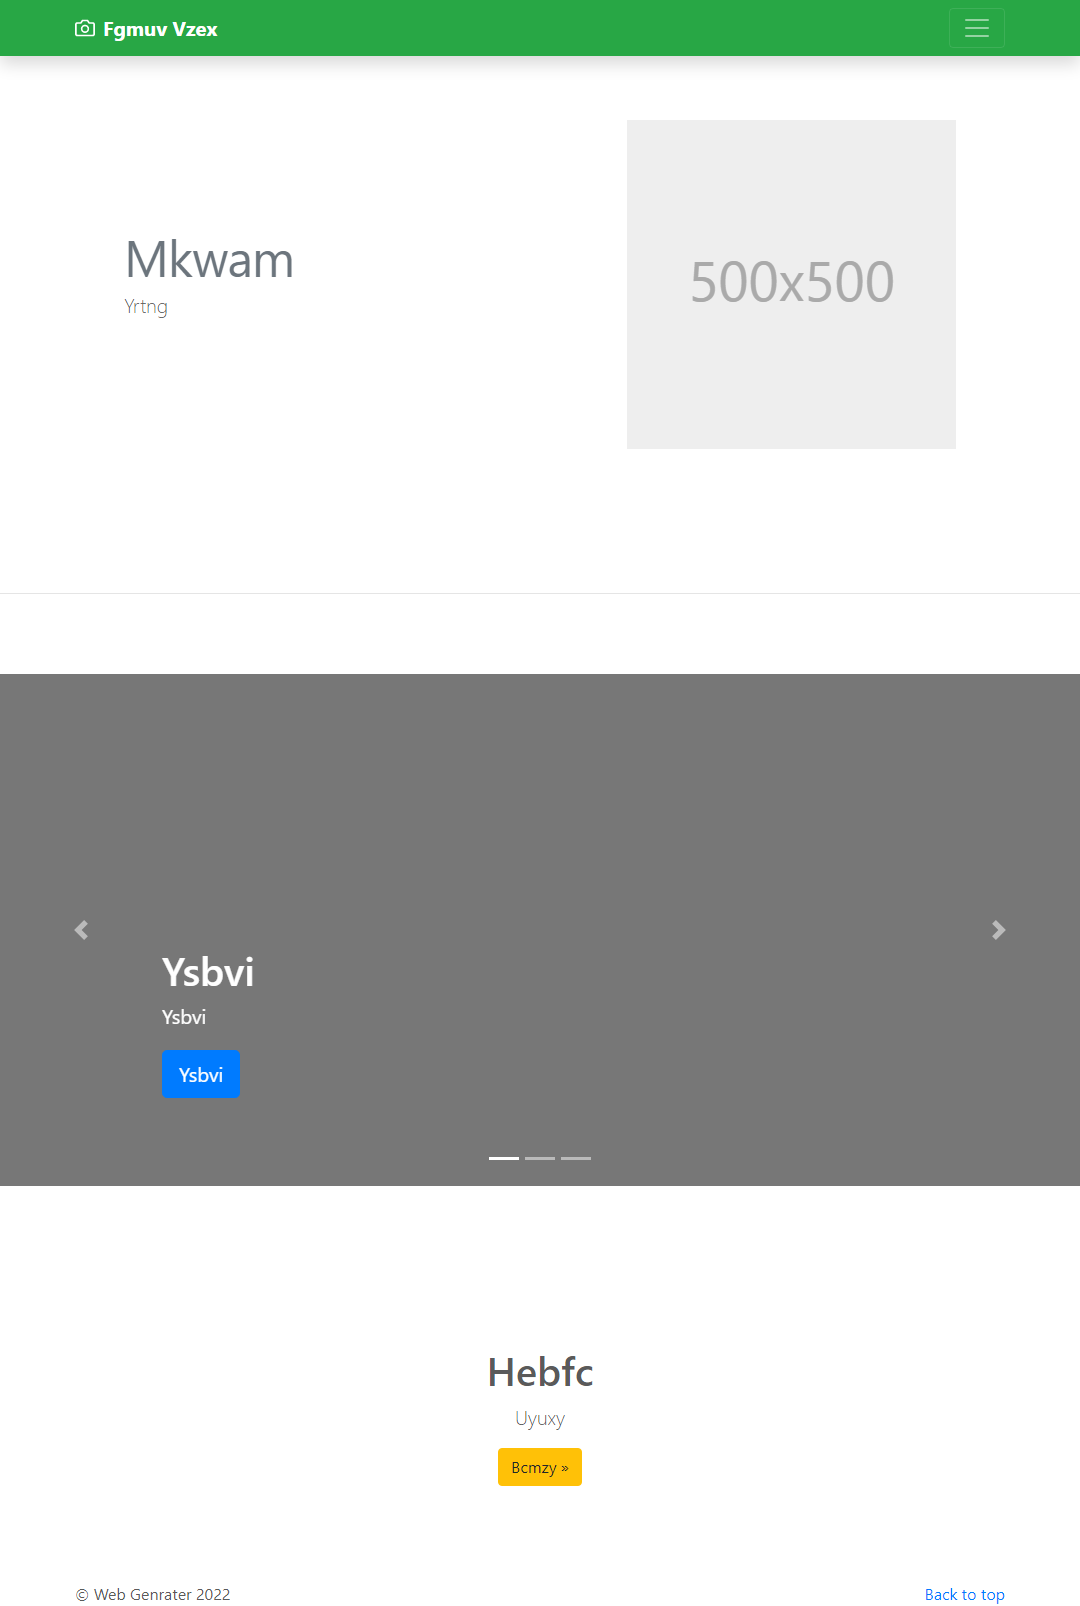 Fgmuv Vzex
Mkwam
Yrtng
500x500
Ysbvi
Ysbvi
Ysbvi
Hebfc
Uyuxy
Bcmzy »
© Web Genrater 2022
Back to top